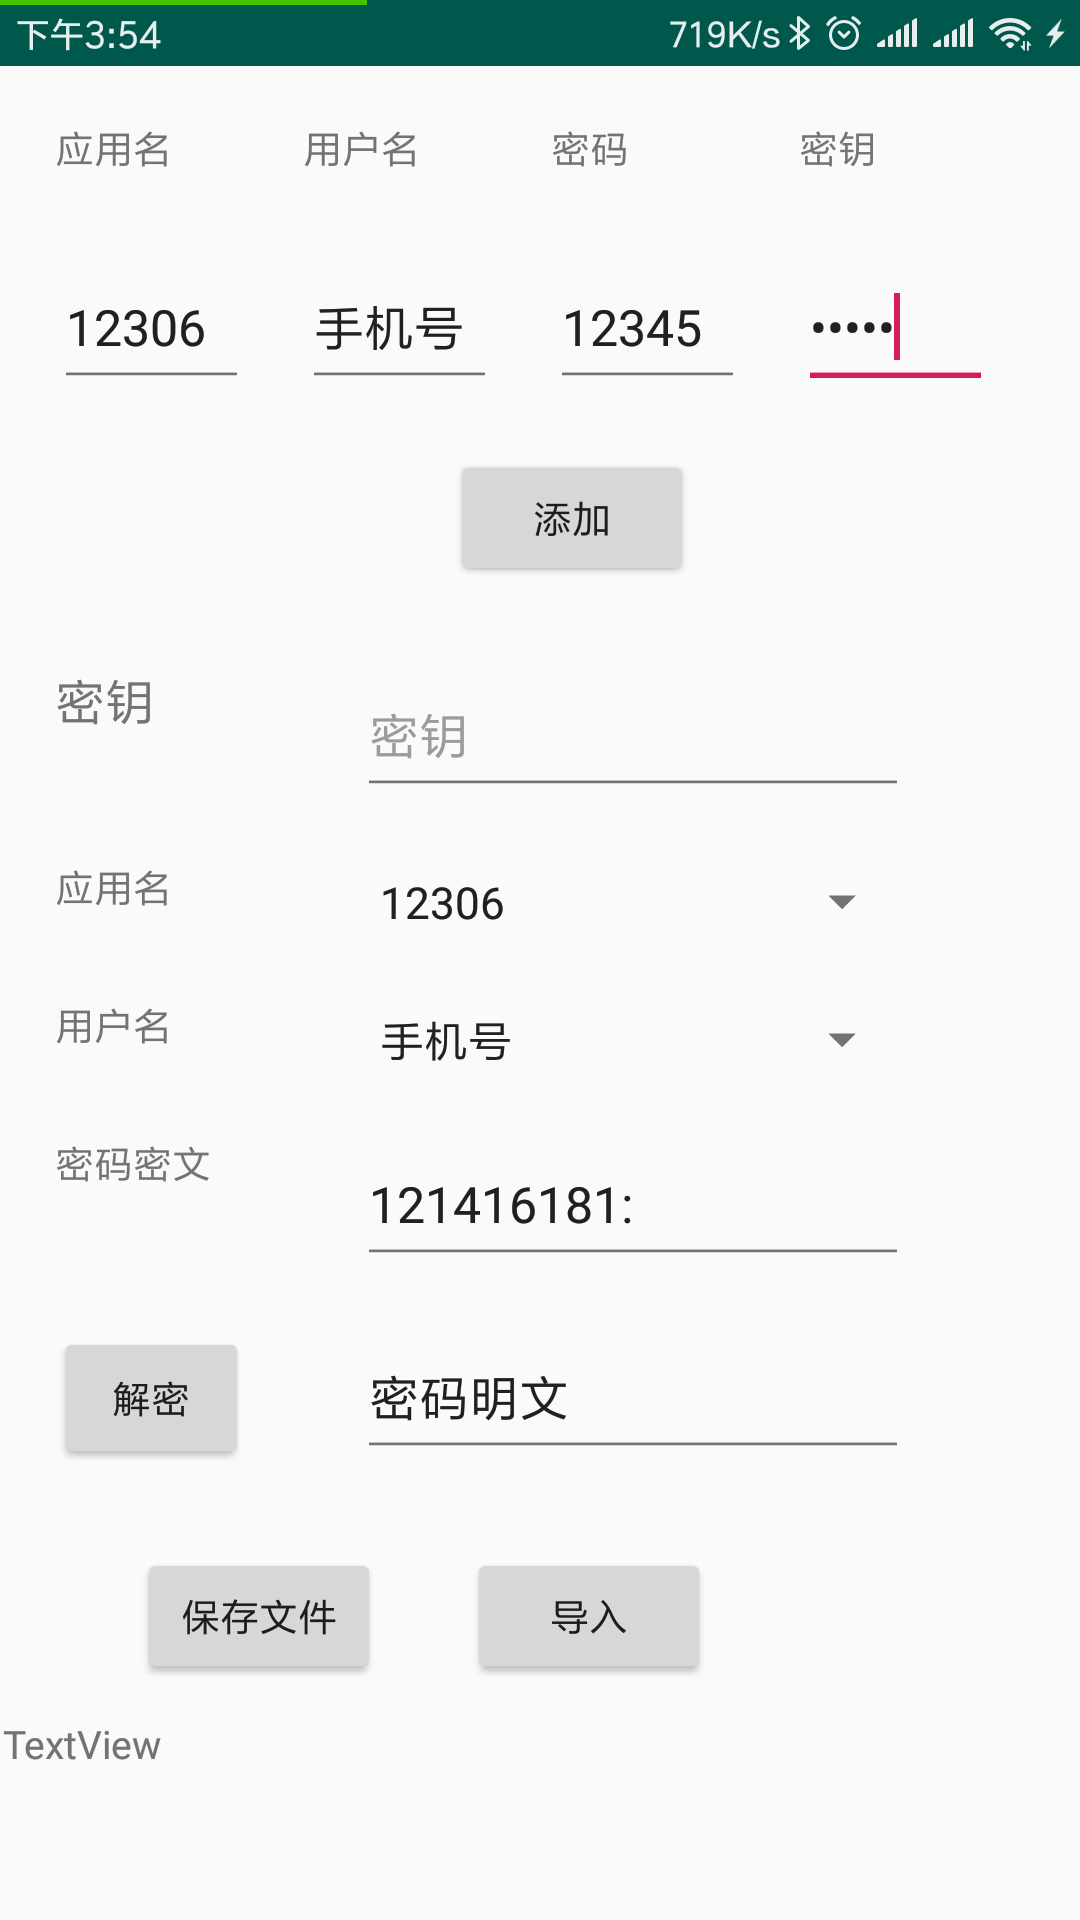 下午3:54 719K/s
应用名 用户名 密码 密钥
12306 手机号 12345 •••••
添加
密钥 密钥
应用名 12306
用户名 手机号
密码密文 121416181:
解密 密码明文
保存文件 导入
TextView